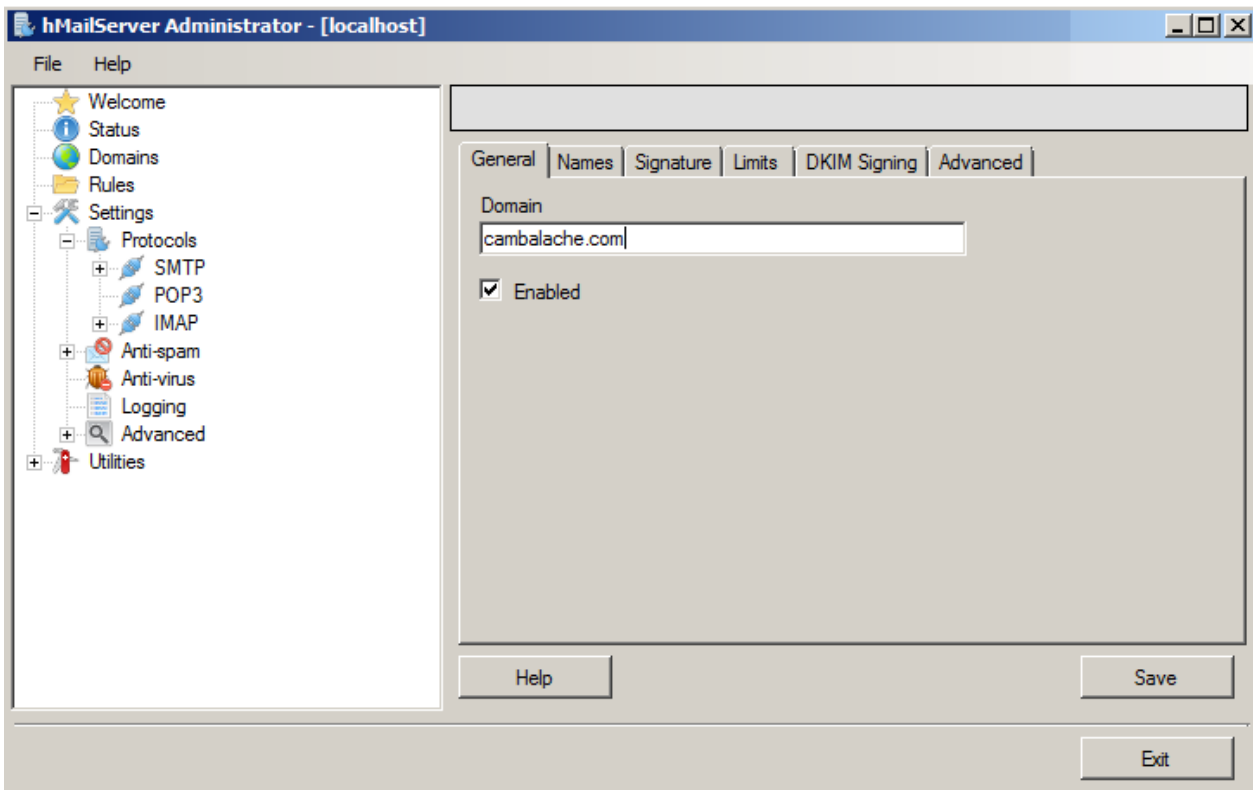 hMailServer Administrator - [localhost]
File Help
Welcome
Status
Domains
Rules
Settings
Protocols
SMTP
POP3
IMAP
Anti-spam
Anti-virus
Logging
Advanced
Utilities
General Names Signature Limits DKIM Signing Advanced
Domain
cambalache.com
Enabled
Help Save
Exit